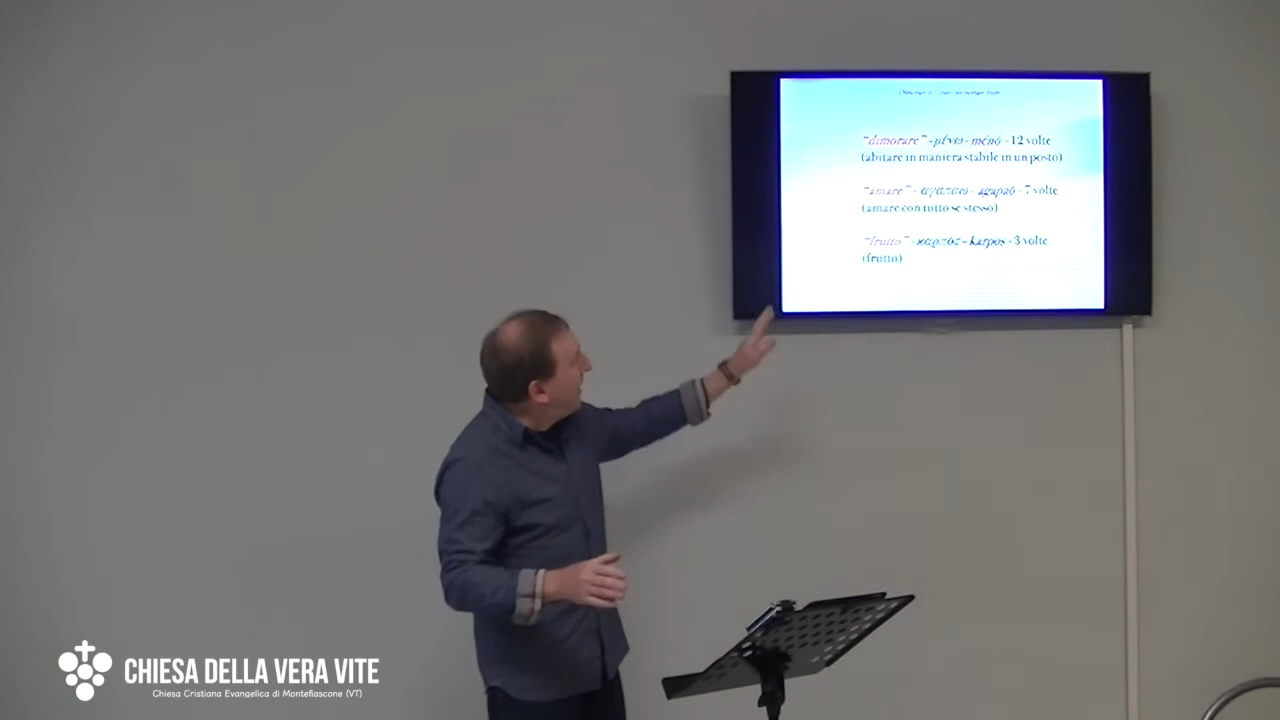 "dimorare" - μένω - menó - 12 volte
(abitare in maniera stabile in un posto)
"amare" - αγαπαω - agapaó - 7 volte
(amare con tutto se stesso)
"frutto" - καρπός - karpos - 3 volte
(frutto)
CHIESA DELLA VERA VITE
Chiesa Cristiana Evangelica di Montefiascone (VT)